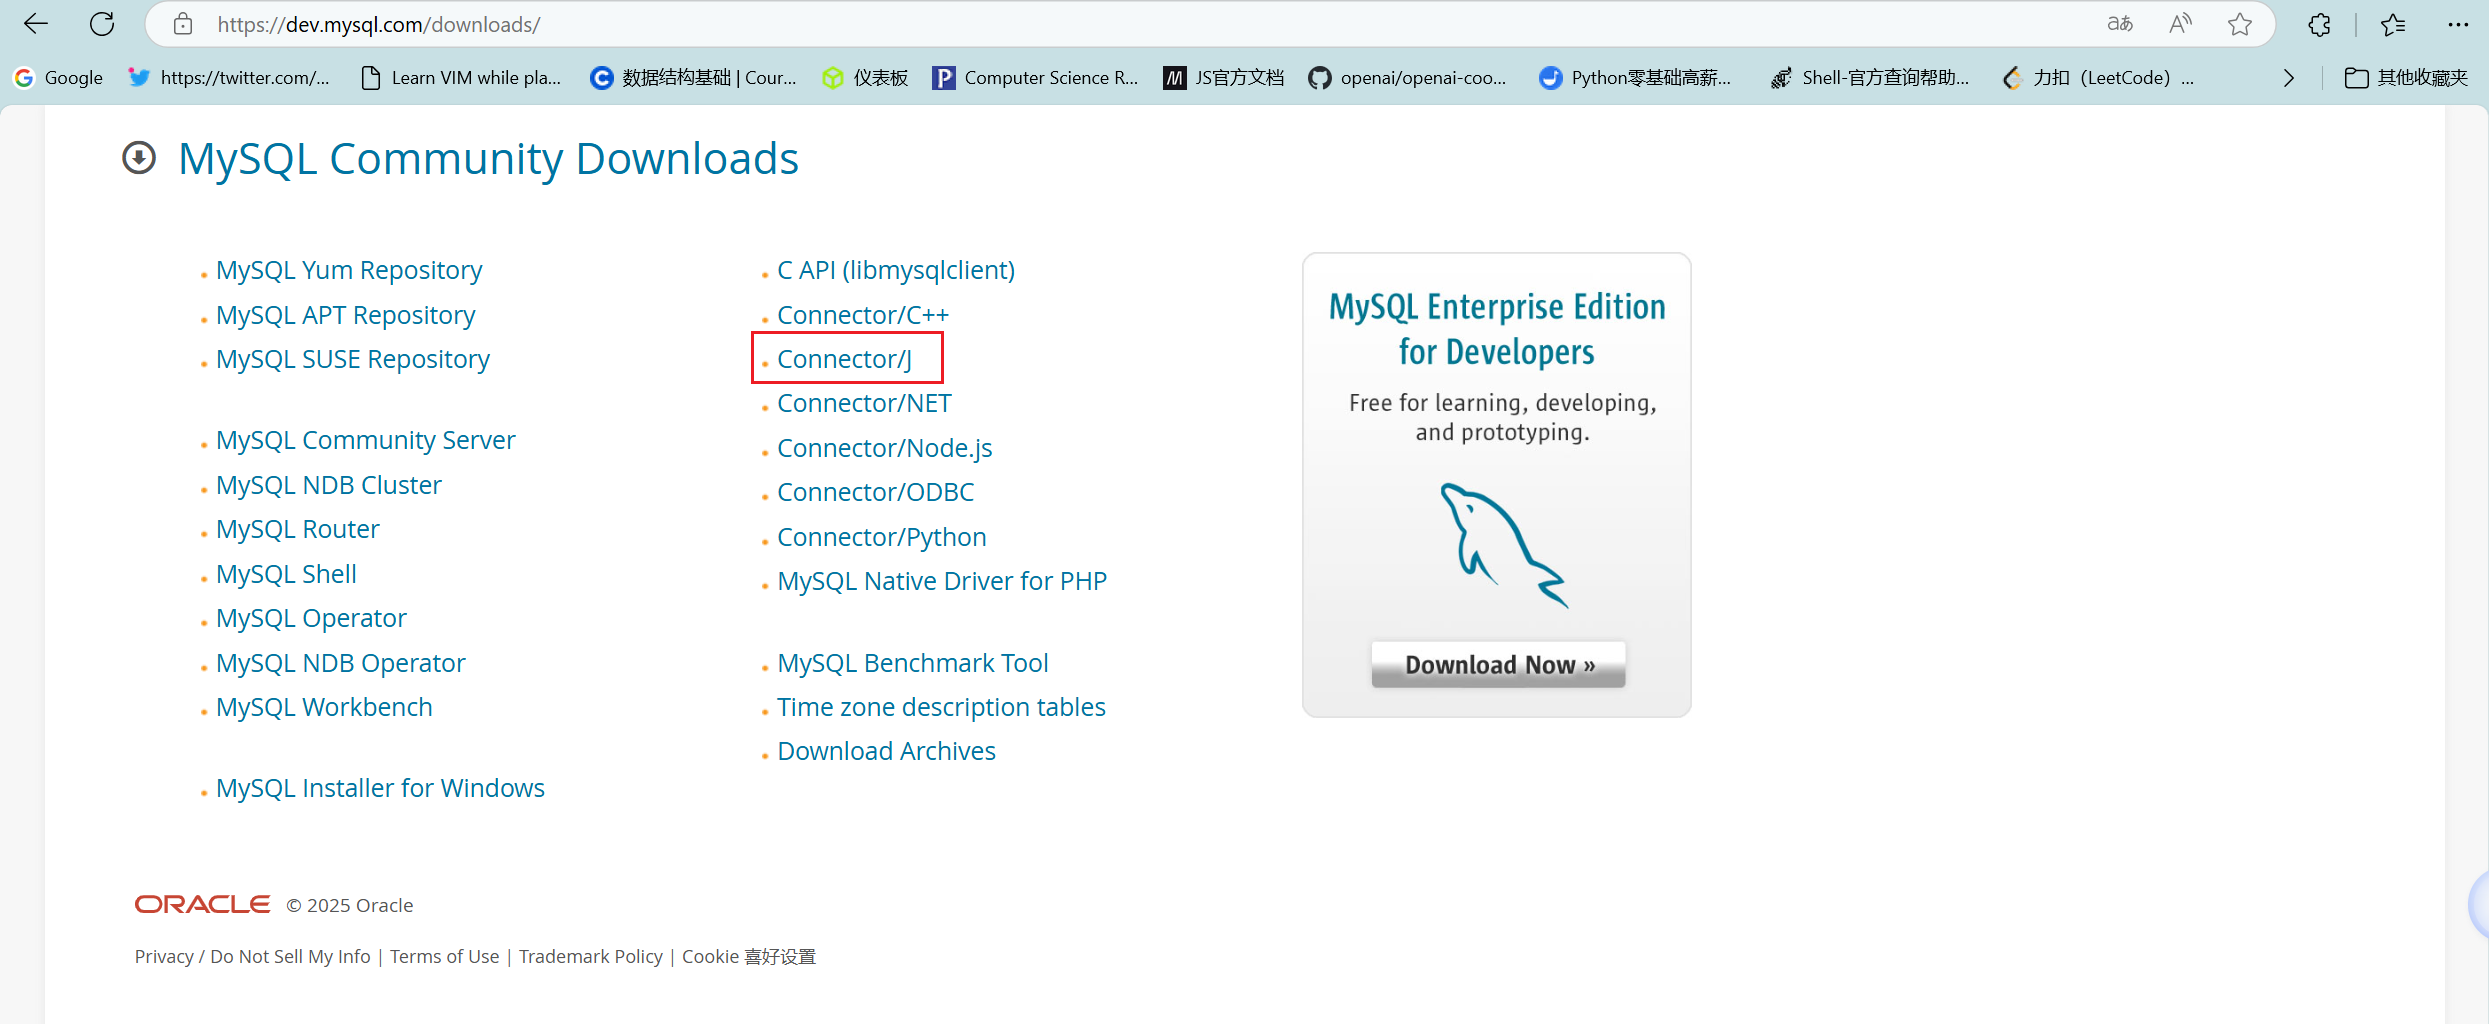 https://dev.mysql.com/downloads/
Google
https://twitter.com/...
Learn VIM while pla...
数据结构基础 | Cour...
仪表板
Computer Science R...
JS官方文档
openai/openai-coo...
Python零基础高薪...
Shell-官方查询帮助...
力扣（LeetCode）...
其他收藏夹
MySQL Community Downloads
MySQL Yum Repository
MySQL APT Repository
MySQL SUSE Repository
MySQL Community Server
MySQL NDB Cluster
MySQL Router
MySQL Shell
MySQL Operator
MySQL NDB Operator
MySQL Workbench
MySQL Installer for Windows
C API (libmysqlclient)
Connector/C++
Connector/J
Connector/NET
Connector/Node.js
Connector/ODBC
Connector/Python
MySQL Native Driver for PHP
MySQL Benchmark Tool
Time zone description tables
Download Archives
MySQL Enterprise Edition
for Developers
Free for learning, developing,
and prototyping.
Download Now »
ORACLE © 2025 Oracle
Privacy / Do Not Sell My Info | Terms of Use | Trademark Policy | Cookie 喜好设置